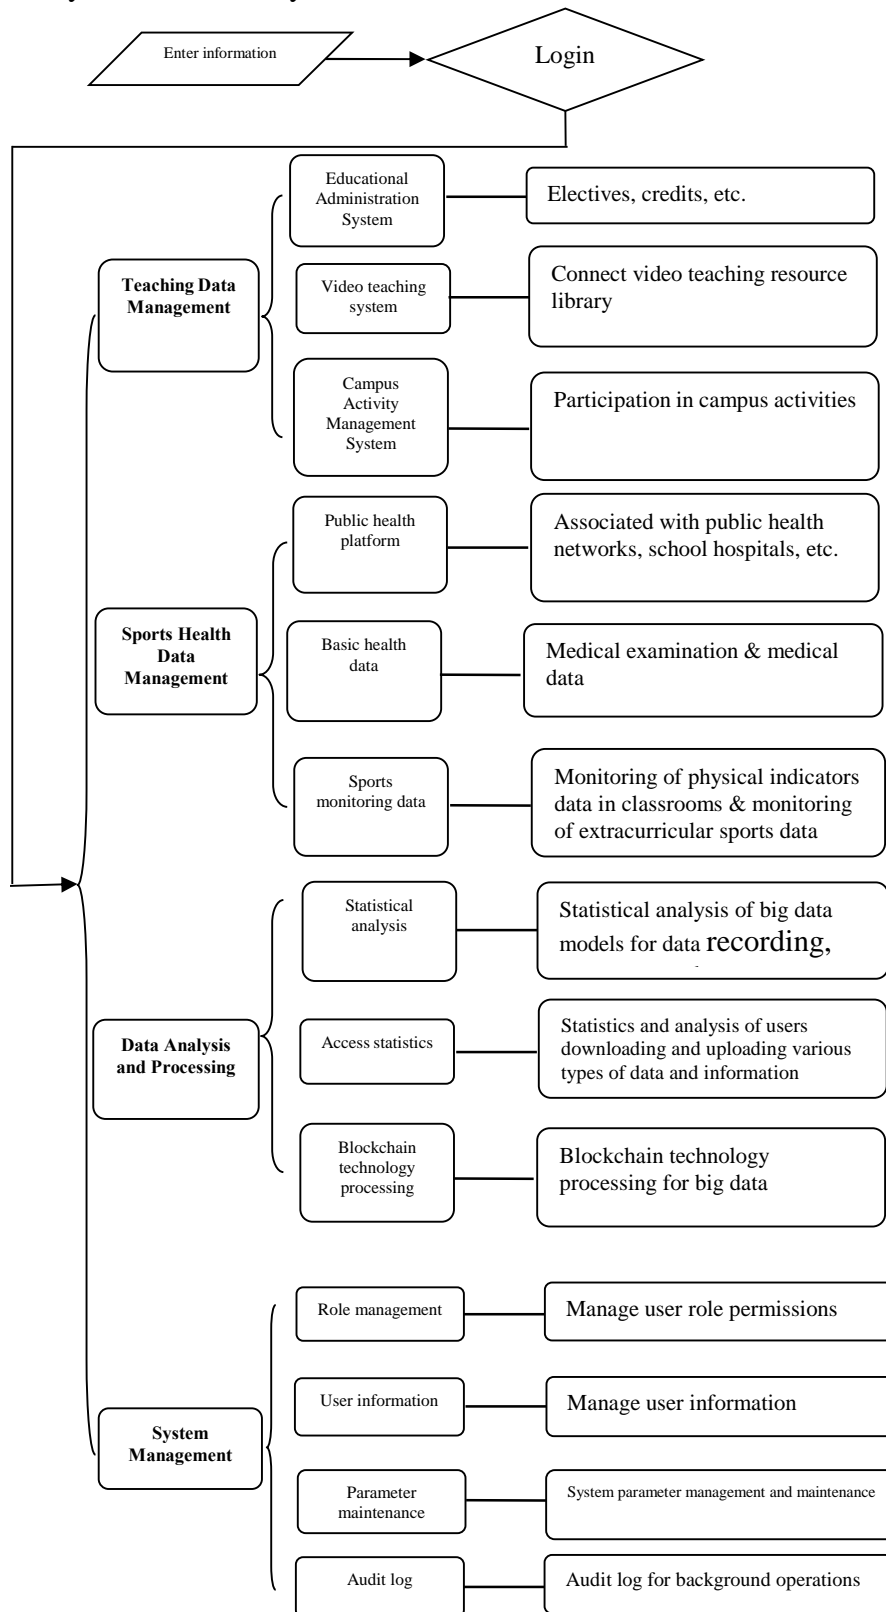 Enter information
Login
Educational
Administration
System
Electives, credits, etc.
Teaching Data
Management
Video teaching
system
Connect video teaching resource
library
Campus
Activity
Management
System
Participation in campus activities
Public health
platform
Associated with public health
networks, school hospitals, etc.
Sports Health
Data
Management
Basic health
data
Medical examination & medical
data
Sports
monitoring data
Monitoring of physical indicators
data in classrooms & monitoring
of extracurricular sports data
Statistical
analysis
Statistical analysis of big data
models for data recording,
Data Analysis
and Processing
Access statistics
Statistics and analysis of users
downloading and uploading various
types of data and information
Blockchain
technology
processing
Blockchain technology
processing for big data
Role management
Manage user role permissions
User information
Manage user information
System
Management
Parameter
maintenance
System parameter management and maintenance
Audit log
Audit log for background operations